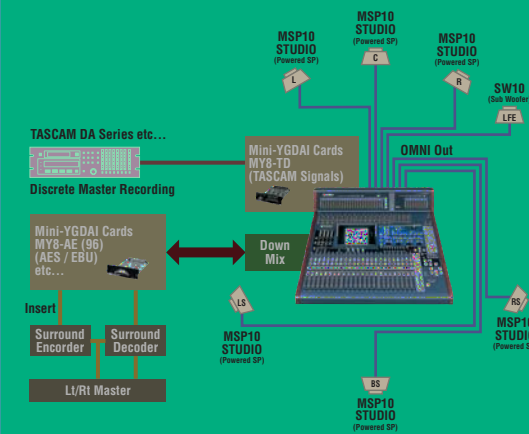 MSP10
STUDIO
(Powered SP)
L
MSP10
STUDIO
(Powered SP)
C
MSP10
STUDIO
(Powered SP)
R
SW10
(Sub Woofer
LFE
TASCAM DA Series etc...
Discrete Master Recording
Mini-YGDAI Cards
MY8-TD
(TASCAM Signals)
OMNI Out
Mini-YGDAI Cards
MY8-AE (96)
(AES / EBU)
etc...
Down
Mix
Insert
Surround
Encorder
Surround
Decoder
Lt/Rt Master
LS
MSP10
STUDIO
(Powered SP)
BS
MSP10
STUDIO
(Powered SP)
RS
MSP10
STUDI
(Powered S